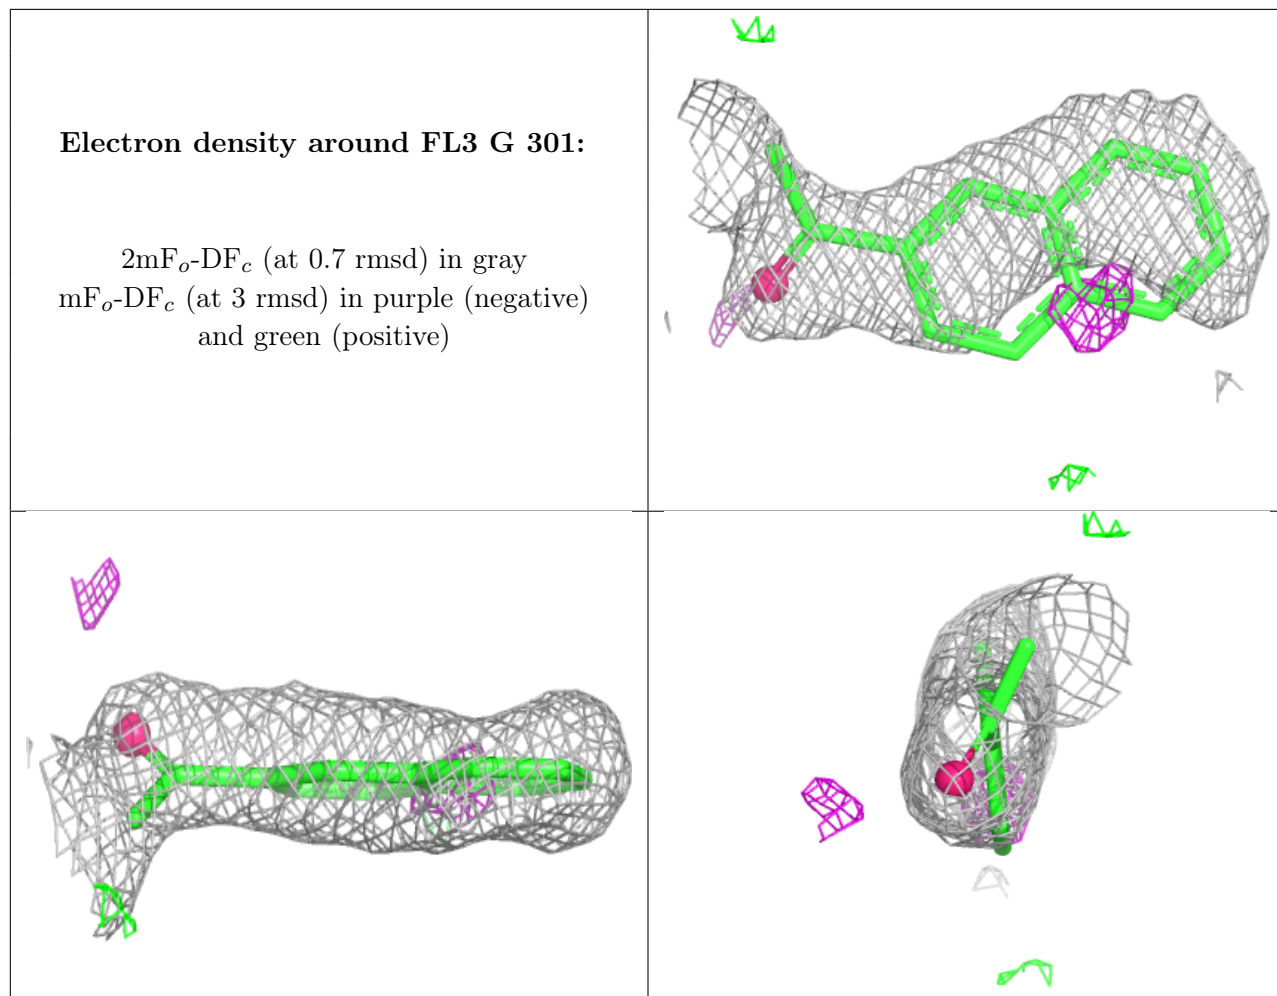 Electron density around FL3 G 301:
2mFₒ-DF𝒸 (at 0.7 rmsd) in gray
mFₒ-DF𝒸 (at 3 rmsd) in purple (negative)
and green (positive)